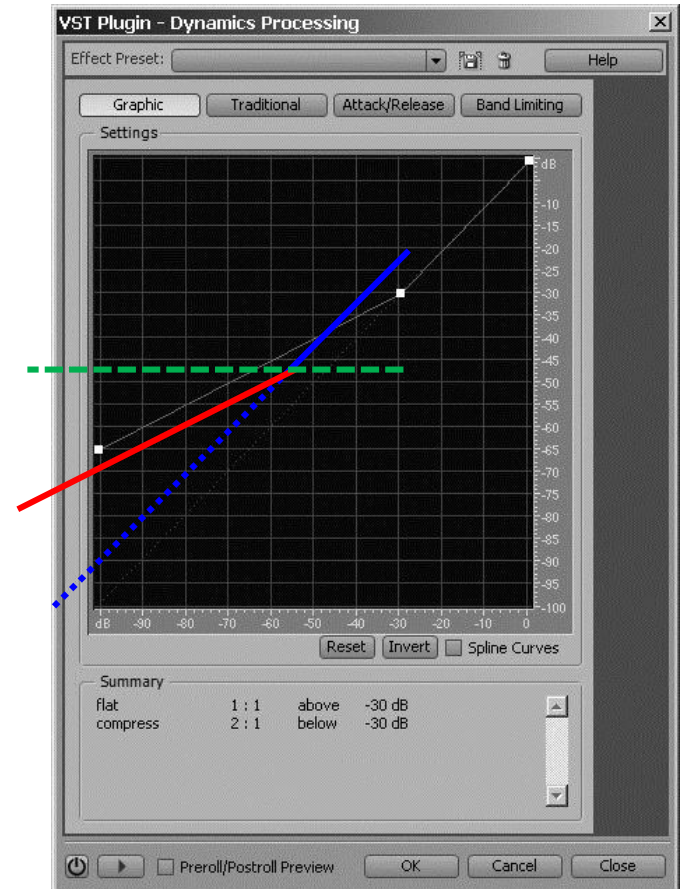 VST Plugin - Dynamics Processing
Effect Preset:
Help
Graphic Traditional Attack/Release Band Limiting
Settings
dB
-10
-15
-20
-25
-30
-35
-40
-45
-50
-55
-60
-65
-70
-75
-80
-85
-90
-95
-100
dB -90 -80 -70 -60 -50 -40 -30 -20 -10 0
Reset Invert Spline Curves
Summary
flat 1 : 1 above -30 dB
compress 2 : 1 below -30 dB
Preroll/Postroll Preview OK Cancel Close